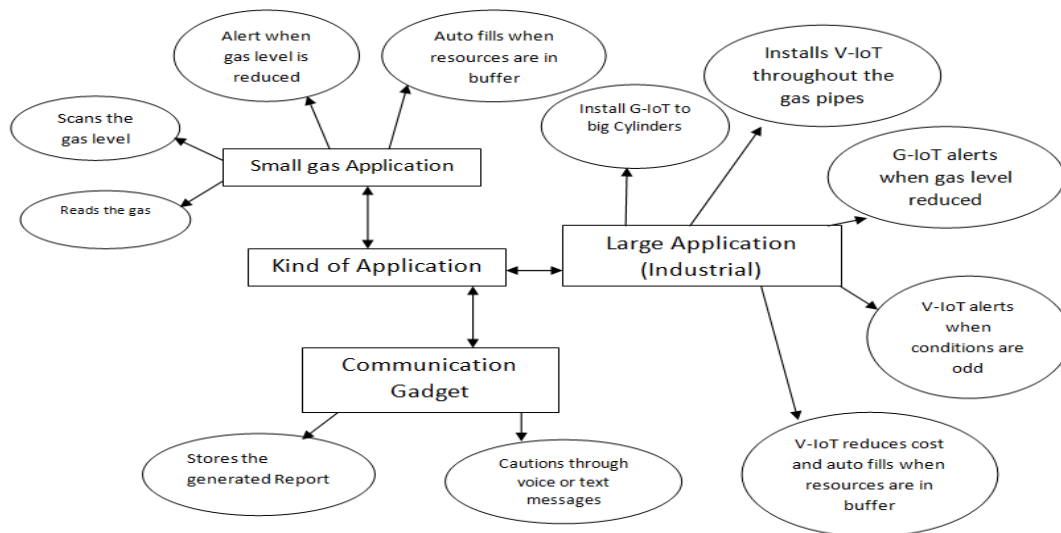 Alert when
gas level is
reduced
Auto fills when
resources are in
buffer
Installs V-IoT
throughout the
gas pipes
Install G-IoT to
big Cylinders
Scans the
gas level
Small gas Application
G-IoT alerts
when gas level
reduced
Reads the gas
Large Application
(Industrial)
Kind of Application
V-IoT alerts
when
conditions are
odd
Communication
Gadget
Stores the
generated Report
Cautions through
voice or text
messages
V-IoT reduces cost
and auto fills when
resources are in
buffer